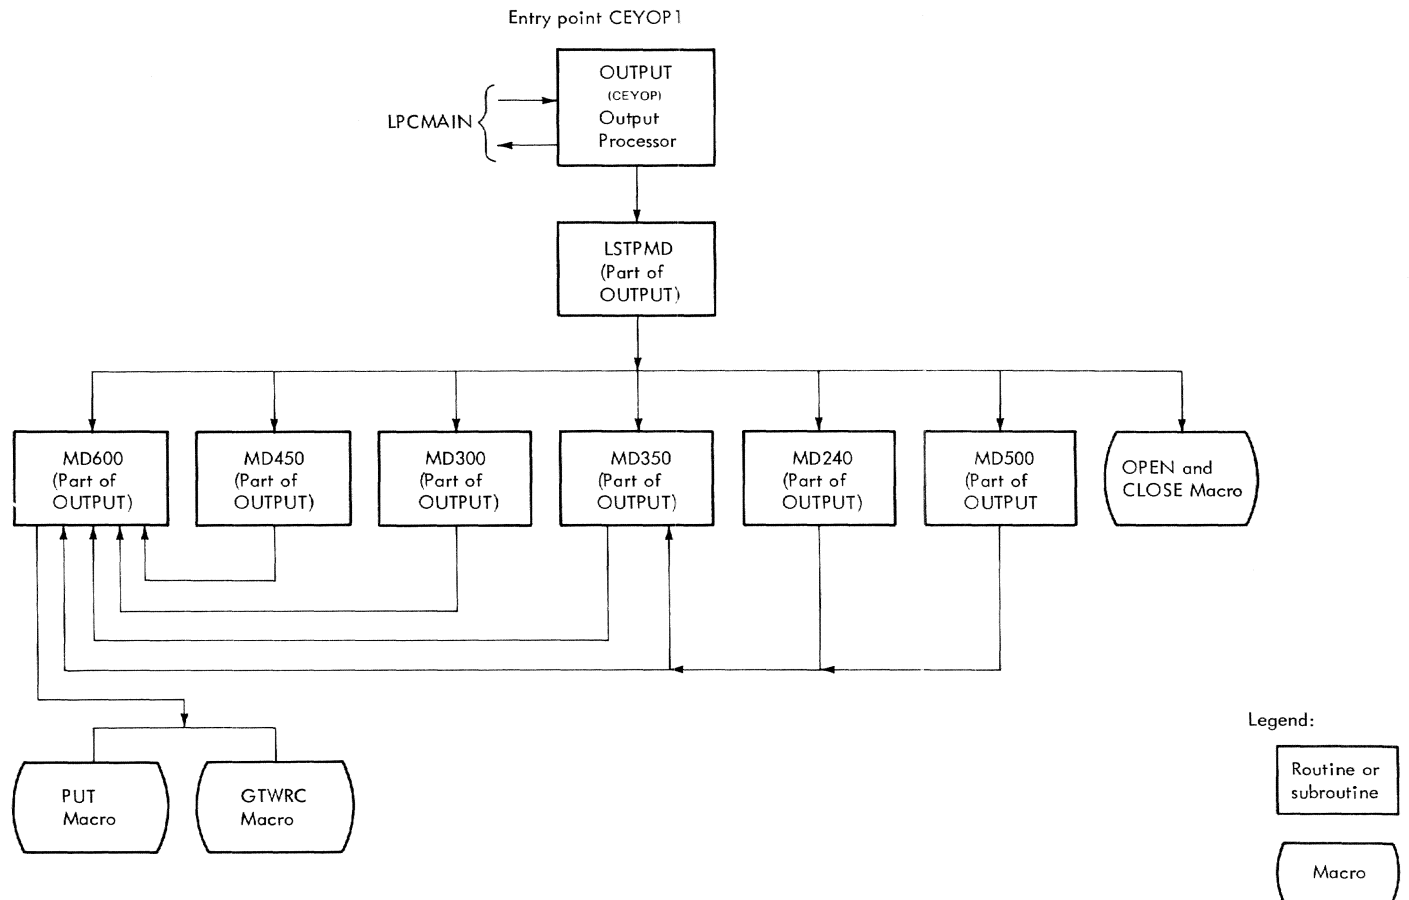 Entry point CEYOP1
OUTPUT
(CEYOP)
Output
Processor
LPCMAIN
LSTPMD
(Part of
OUTPUT)
MD600
(Part of
OUTPUT)
MD450
(Part of
OUTPUT)
MD300
(Part of
OUTPUT)
MD350
(Part of
OUTPUT)
MD240
(Part of
OUTPUT)
MD500
(Part of
OUTPUT
OPEN and
CLOSE Macro
PUT
Macro
GTWRC
Macro
Legend:
Routine or
subroutine
Macro